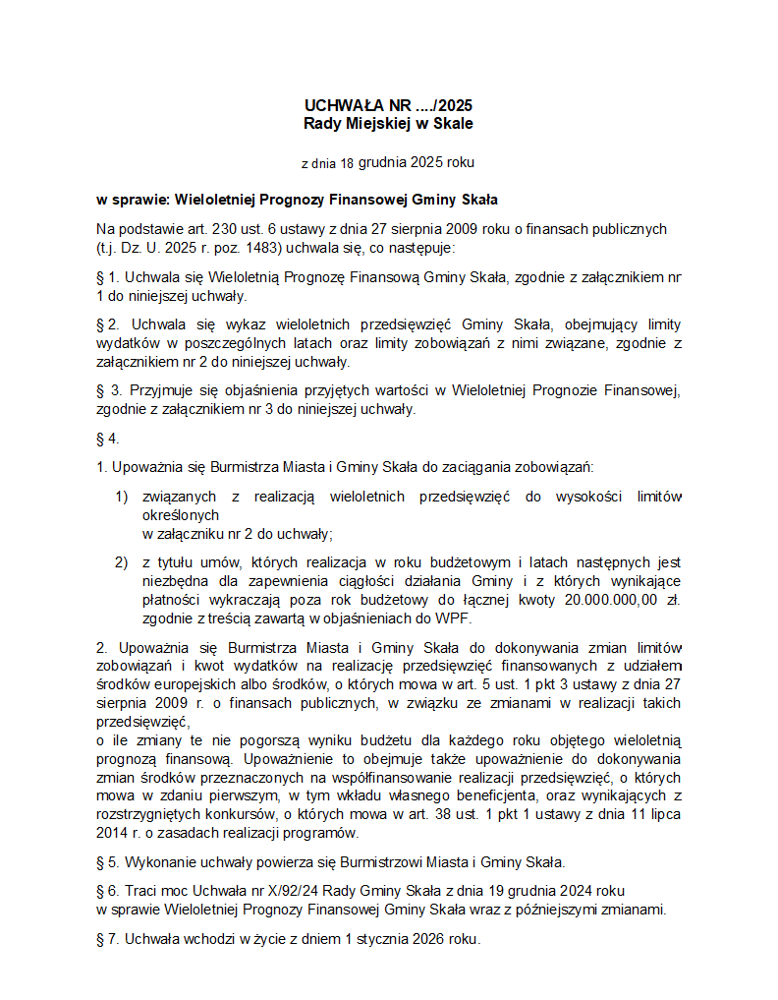 UCHWAŁA NR ..../2025
Rady Miejskiej w Skale
z dnia 18 grudnia 2025 roku
w sprawie: Wieloletniej Prognozy Finansowej Gminy Skała
Na podstawie art. 230 ust. 6 ustawy z dnia 27 sierpnia 2009 roku o finansach publicznych
(t.j. Dz. U. 2025 r. poz. 1483) uchwala się, co następuje:
§ 1. Uchwala się Wieloletnią Prognozę Finansową Gminy Skała, zgodnie z załącznikiem nr
1 do niniejszej uchwały.
§ 2. Uchwala się wykaz wieloletnich przedsięwzięć Gminy Skała, obejmujący limity
wydatków w poszczególnych latach oraz limity zobowiązań z nimi związane, zgodnie z
załącznikiem nr 2 do niniejszej uchwały.
§ 3. Przyjmuje się objaśnienia przyjętych wartości w Wieloletniej Prognozie Finansowej,
zgodnie z załącznikiem nr 3 do niniejszej uchwały.
§ 4.
1. Upoważnia się Burmistrza Miasta i Gminy Skała do zaciągania zobowiązań:
1) związanych z realizacją wieloletnich przedsięwzięć do wysokości limitów
określonych
w załączniku nr 2 do uchwały;
2) z tytułu umów, których realizacja w roku budżetowym i latach następnych jest
niezbędna dla zapewnienia ciągłości działania Gminy i z których wynikające
płatności wykraczają poza rok budżetowy do łącznej kwoty 20.000.000,00 zł.
zgodnie z treścią zawartą w objaśnieniach do WPF.
2. Upoważnia się Burmistrza Miasta i Gminy Skała do dokonywania zmian limitów
zobowiązań i kwot wydatków na realizację przedsięwzięć finansowanych z udziałem
środków europejskich albo środków, o których mowa w art. 5 ust. 1 pkt 3 ustawy z dnia 27
sierpnia 2009 r. o finansach publicznych, w związku ze zmianami w realizacji takich
przedsięwzięć,
o ile zmiany te nie pogorszą wyniku budżetu dla każdego roku objętego wieloletnią
prognozą finansową. Upoważnienie to obejmuje także upoważnienie do dokonywania
zmian środków przeznaczonych na współfinansowanie realizacji przedsięwzięć, o których
mowa w zdaniu pierwszym, w tym wkładu własnego beneficjenta, oraz wynikających z
rozstrzygniętych konkursów, o których mowa w art. 38 ust. 1 pkt 1 ustawy z dnia 11 lipca
2014 r. o zasadach realizacji programów.
§ 5. Wykonanie uchwały powierza się Burmistrzowi Miasta i Gminy Skała.
§ 6. Traci moc Uchwała nr X/92/24 Rady Gminy Skała z dnia 19 grudnia 2024 roku
w sprawie Wieloletniej Prognozy Finansowej Gminy Skała wraz z późniejszymi zmianami.
§ 7. Uchwała wchodzi w życie z dniem 1 stycznia 2026 roku.